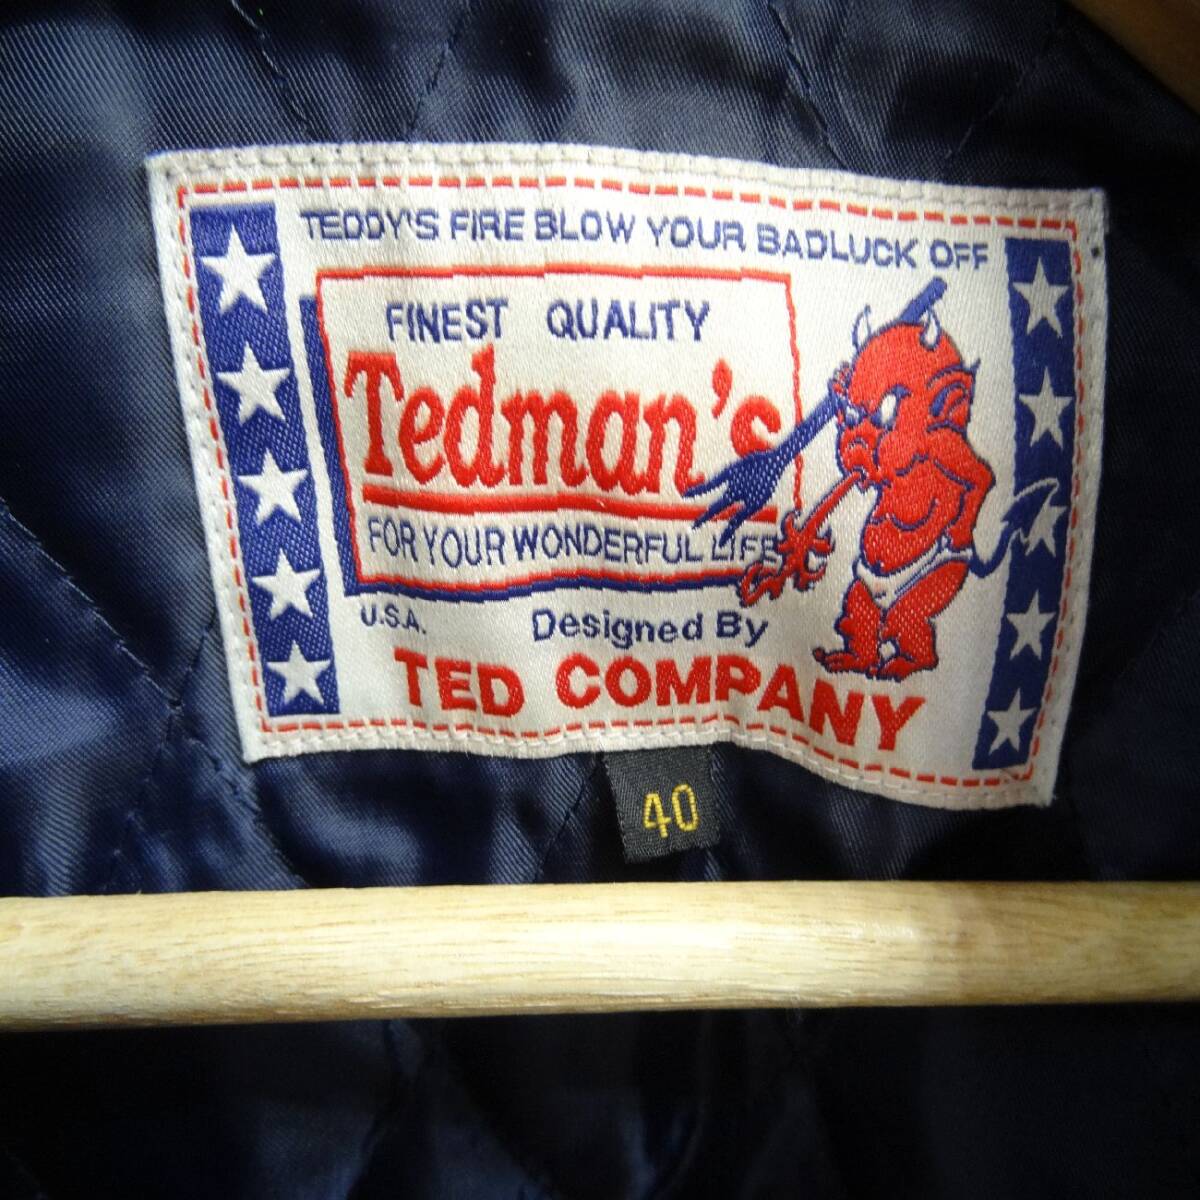 TEDDY'S FIRE BLOW YOUR BADLUCK OFF
FINEST QUALITY
Tedman's
FOR YOUR WONDERFUL LIFE
U.S.A. Designed By
TED COMPANY
40